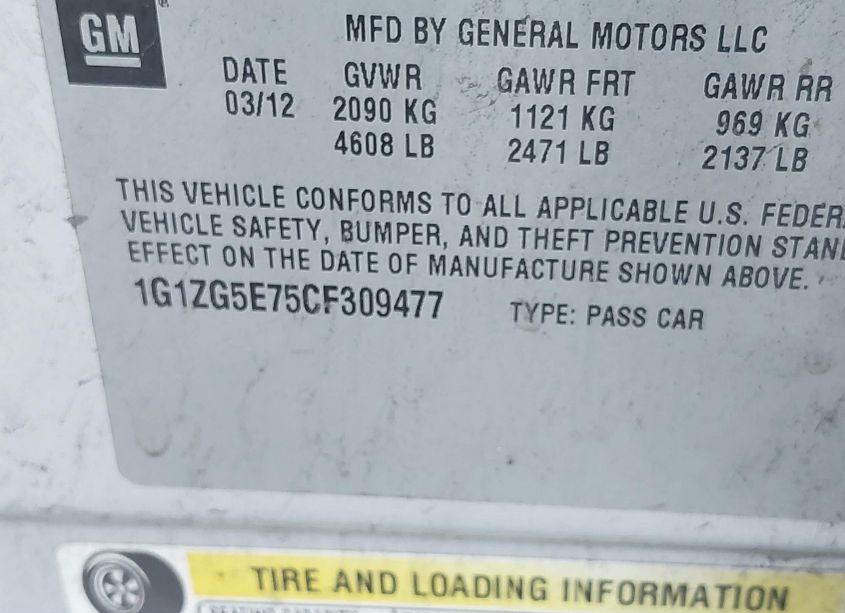 GM®
MFD BY GENERAL MOTORS LLC
DATE GVWR GAWR FRT GAWR RR
03/12 2090 KG 1121 KG 969 KG
4608 LB 2471 LB 2137 LB
THIS VEHICLE CONFORMS TO ALL APPLICABLE U.S. FEDER
VEHICLE SAFETY, BUMPER, AND THEFT PREVENTION STAN
EFFECT ON THE DATE OF MANUFACTURE SHOWN ABOVE.
1G1ZG5E75CF309477 TYPE: PASS CAR
TIRE AND LOADING INFORMATION